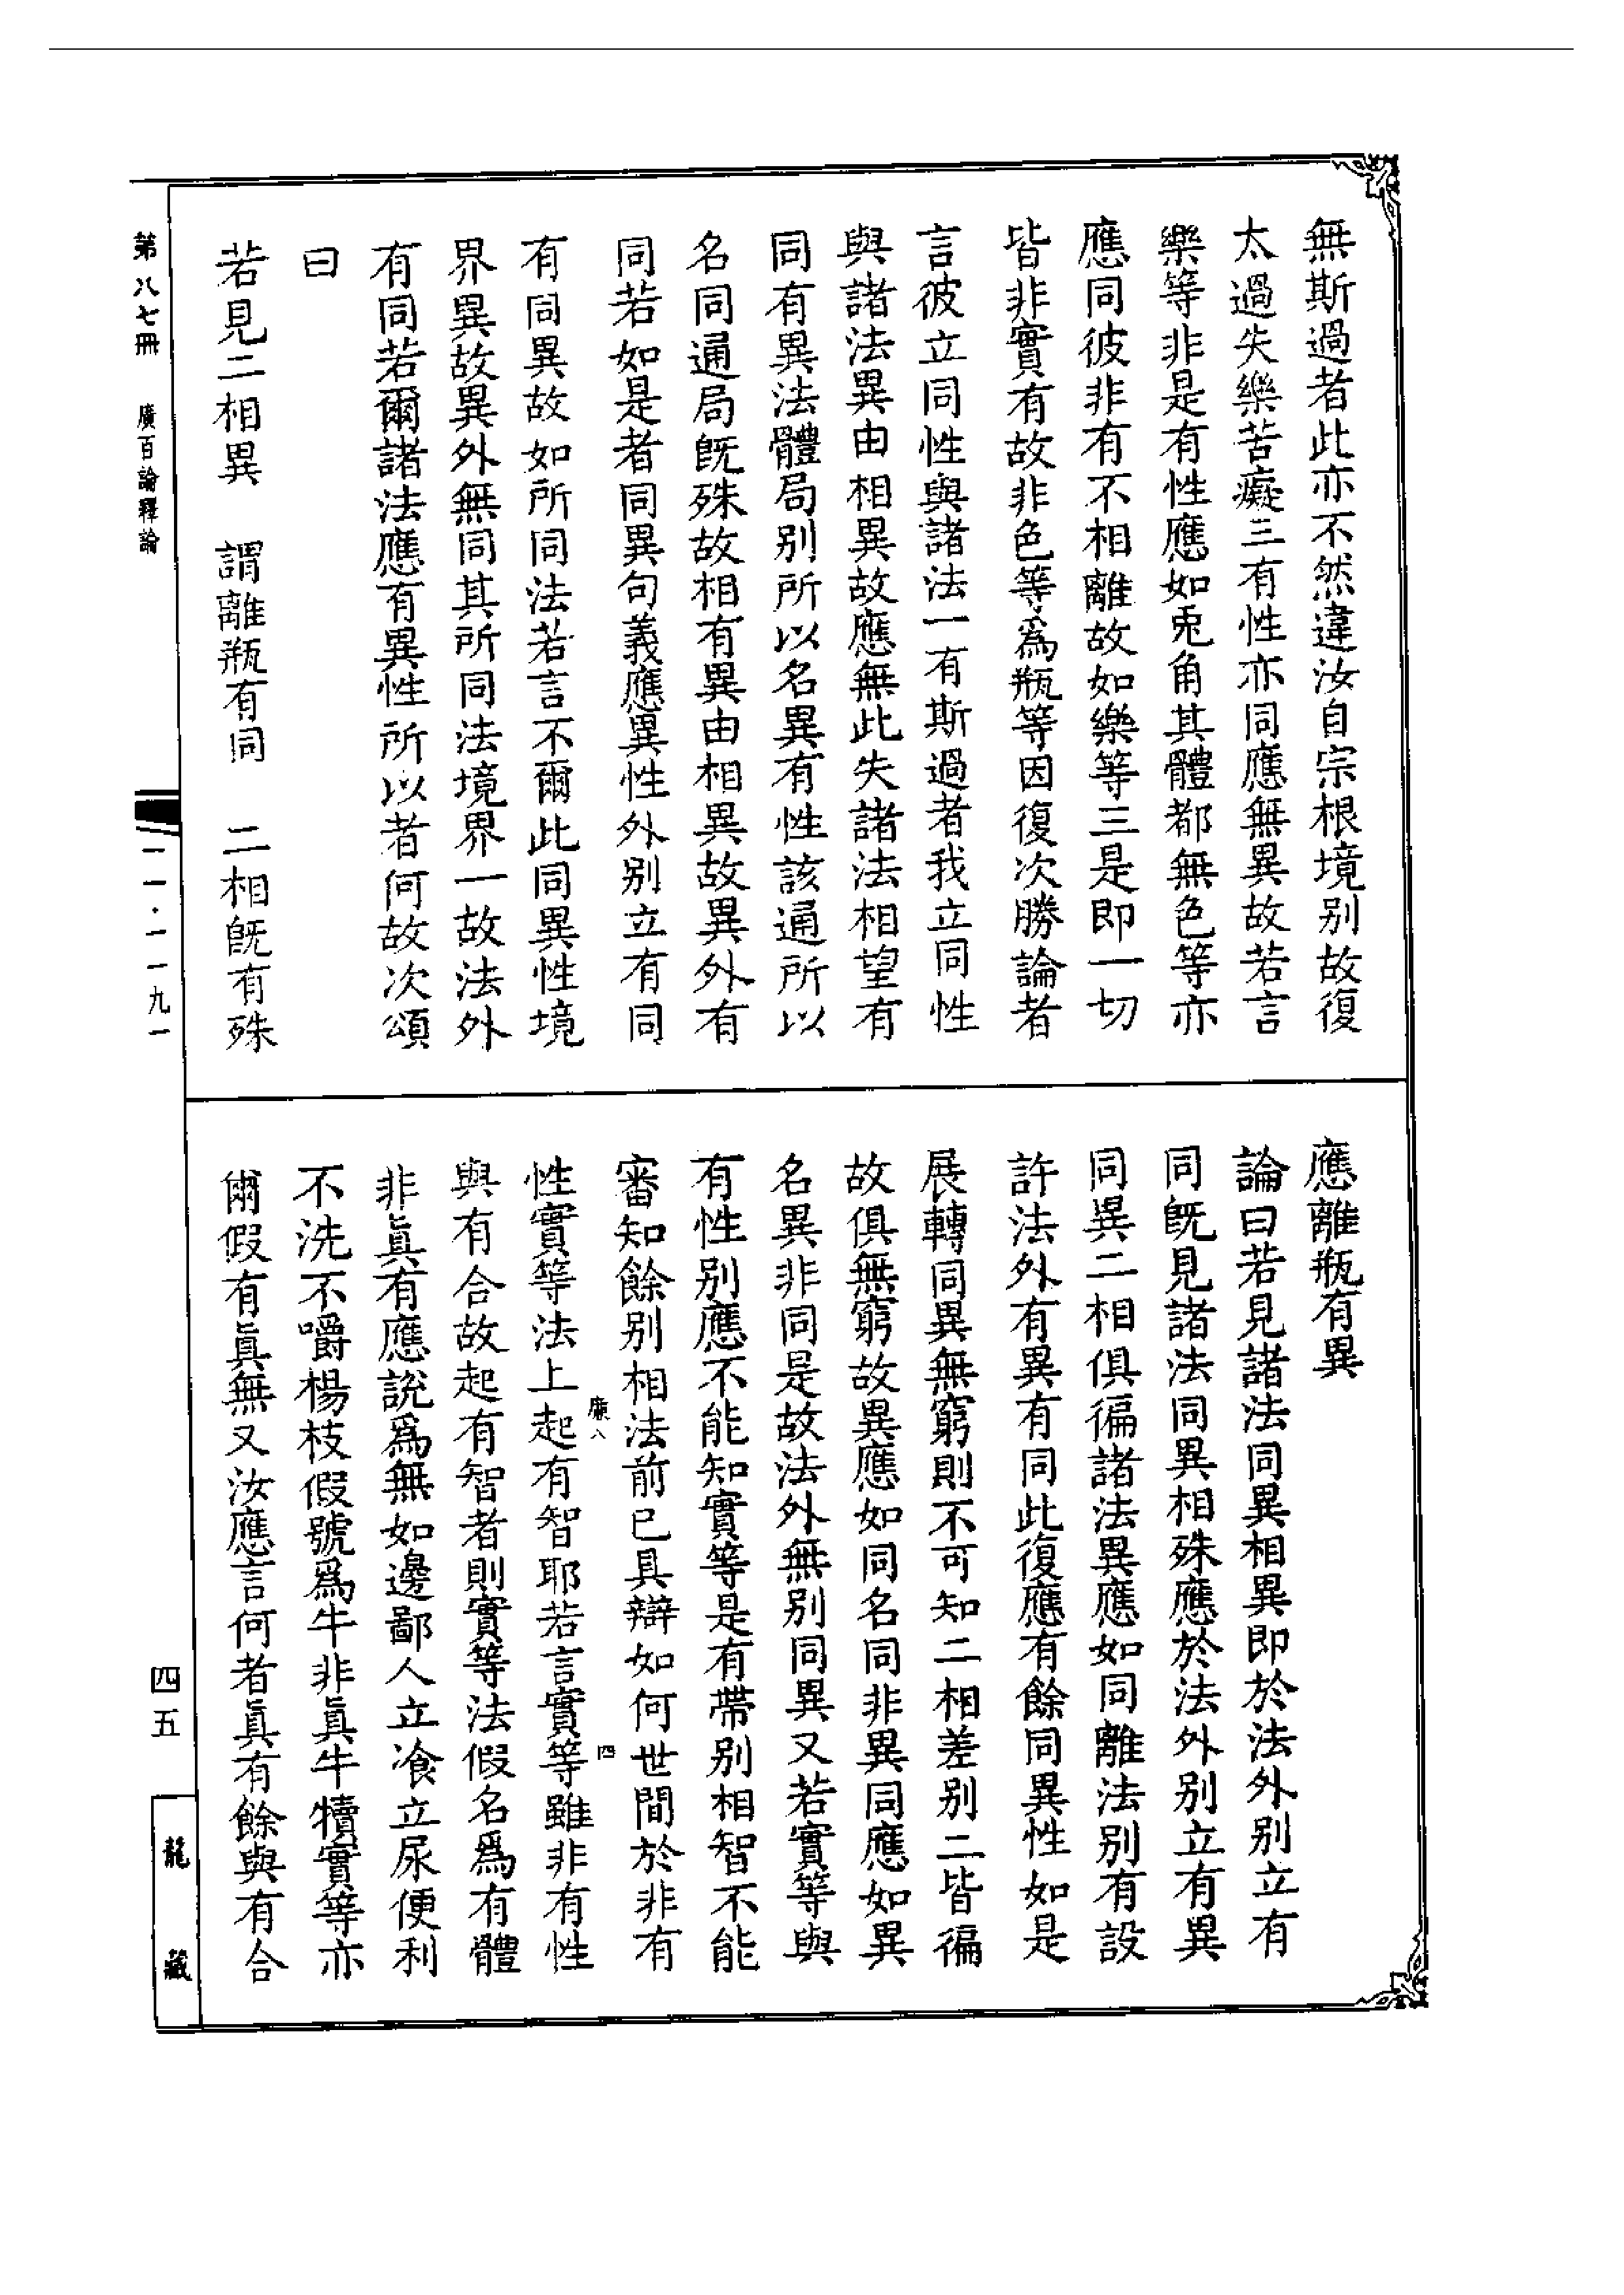 無斯過者此亦不然違汝自宗根境别故復
太過失樂苦癡三有性亦同應無異故若言
樂等非是有性應如兎角其體都無色等亦
應同彼非有不相離故如樂等三是即一切
皆非實有故非色等爲瓶等因復次勝論者
言彼立同性與諸法一有斯過者我立同性
與諸法異由相異故應無此失諸法相望有
同有異法體局别所以名異有性該通所以
名同通局旣殊故相有異由相異故異外有
同若如是者同異句義應異性外别立有同
有同異故如所同法若言不爾此同異性境
界異故異外無同其所同法境界一故法外
有同若爾諸法應有異性所以者何故次頌
曰
若見二相異　謂離瓶有同　二相旣有殊
應離瓶有異
論曰若見諸法同異相異即於法外别立有
同旣見諸法同異相殊應於法外别立有異
同異二相俱徧諸法異應如同離法别有設
許法外有異有同此復應有餘同異性如是
展轉同異無窮則不可知二相差别二皆徧
故俱無窮故異應如同名同非異同應如異
名異非同是故法外無别同異又若實等與
有性别應不能知實等是有帶别相智不能
審知餘别相法前已具辯如何世間於非有
性實等法上起有智耶若言實等雖非有性
與有合故起有智者則實等法假名爲有體
非眞有應說爲無如邊鄙人立飡立尿便利
不洗不嚼楊枝假號爲牛非眞牛犢實等亦
爾假有眞無又汝應言何者眞有餘與有合
廉八
四
第八七冊　廣百論釋論
一一·一一九一
四五
龍藏